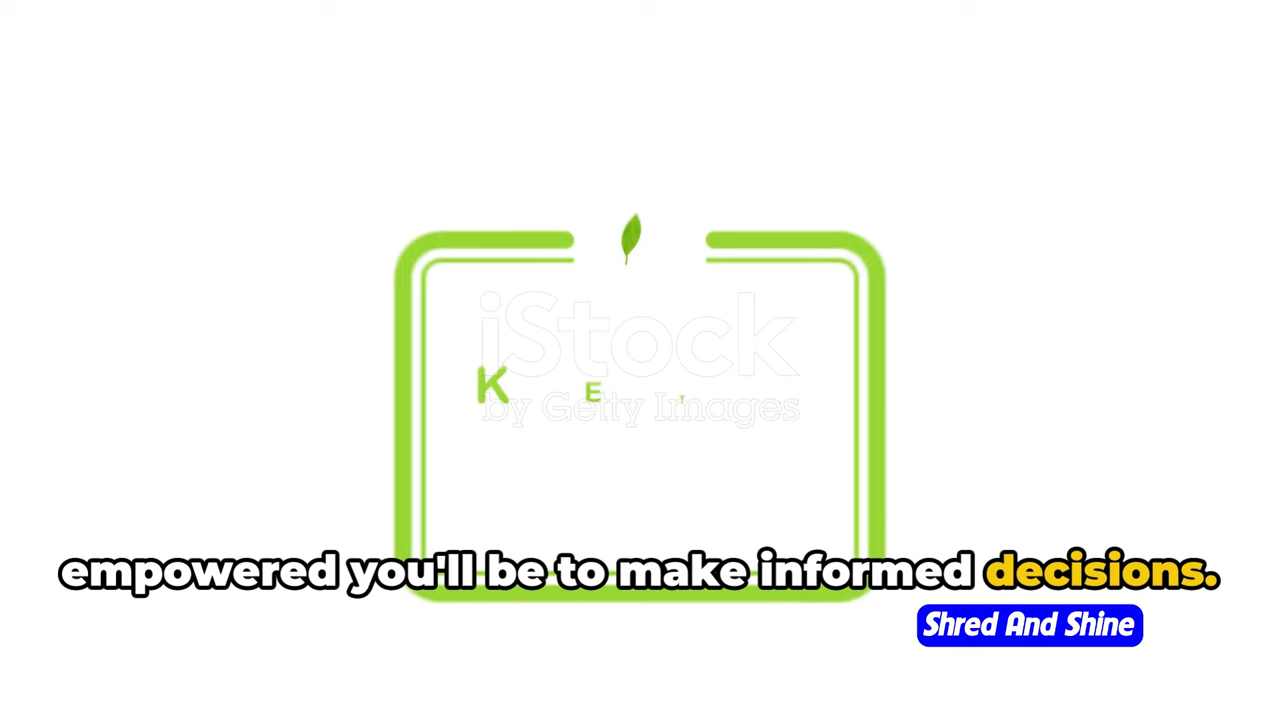 iStock
by Getty Images
K E T
empowered you'll be to make informed decisions.
Shred And Shine